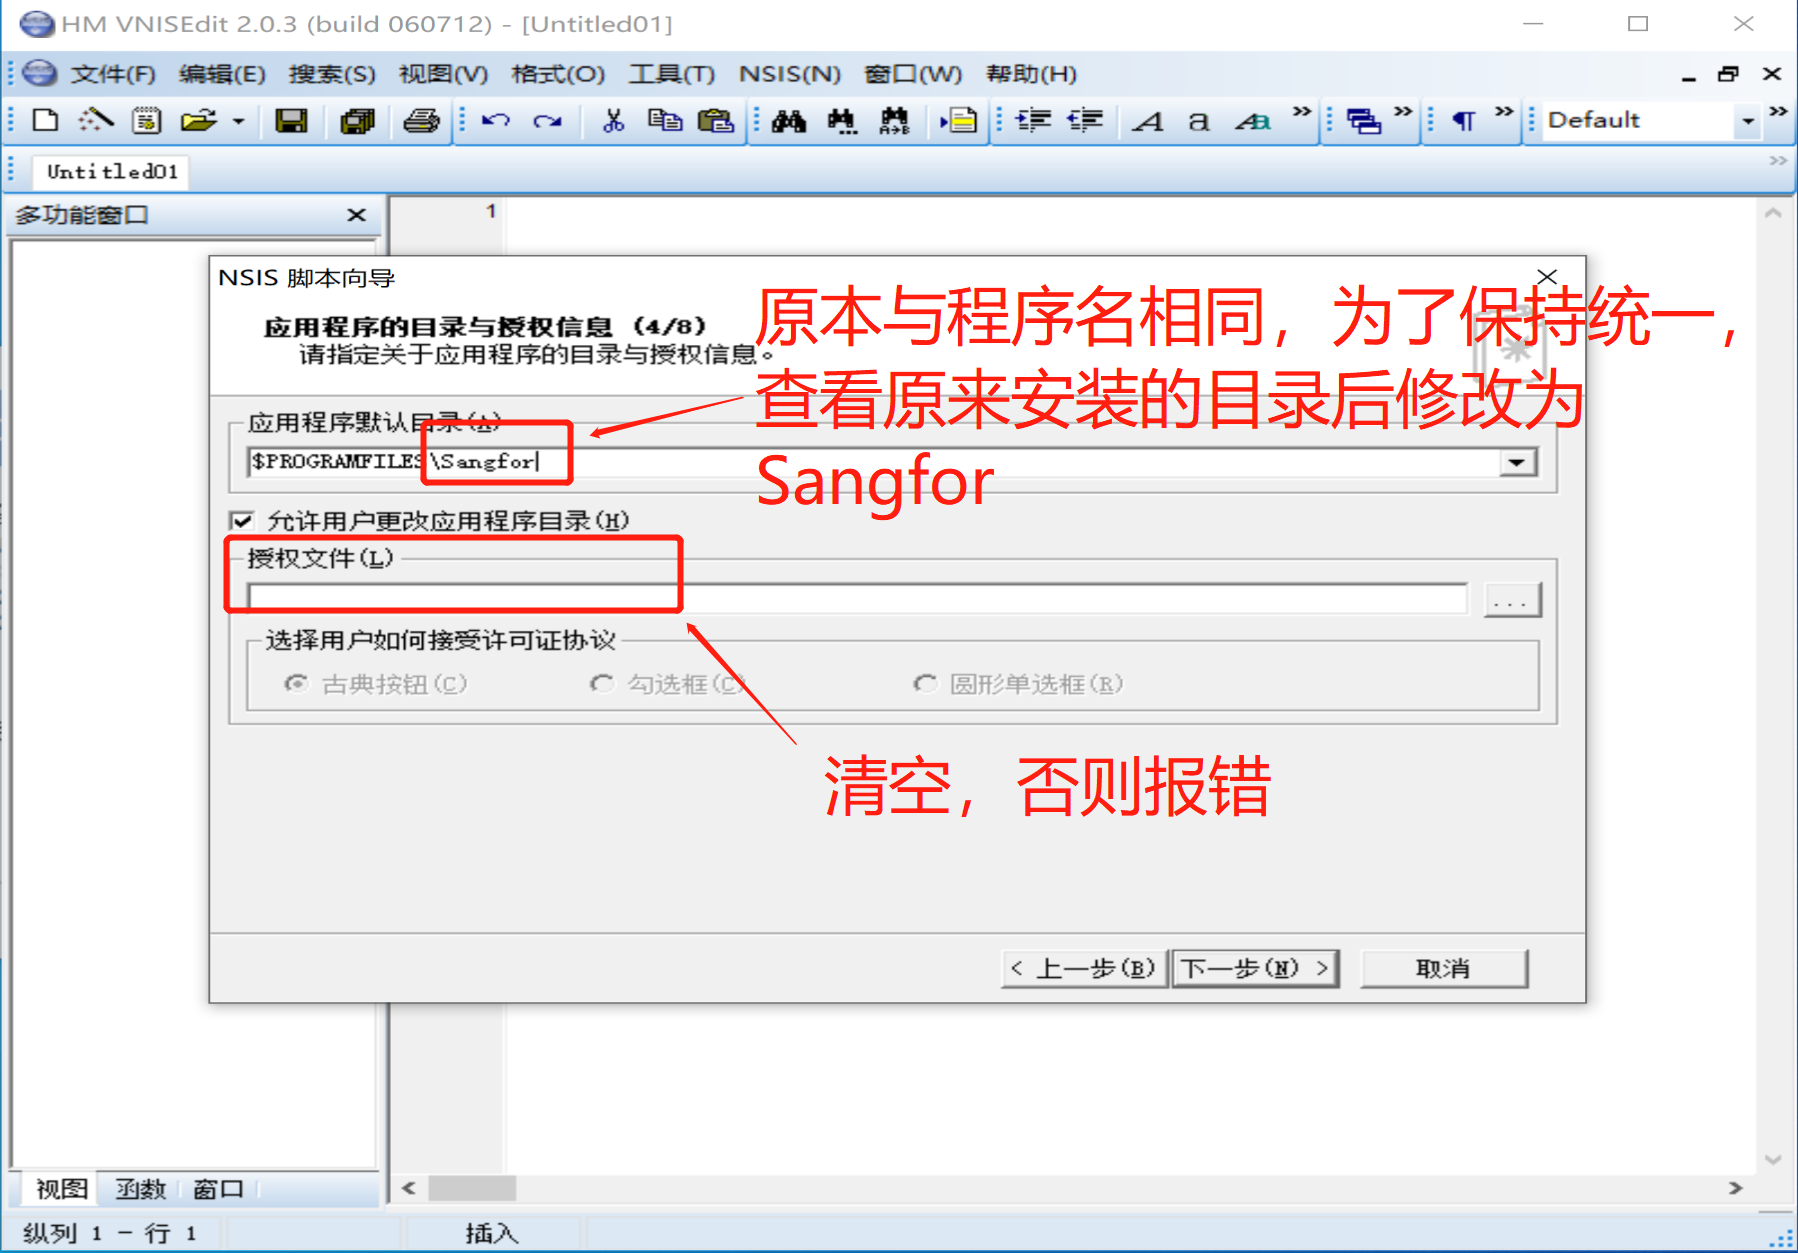 HM VNISEdit 2.0.3 (build 060712) - [Untitled01]
文件(F) 编辑(E) 搜索(S) 视图(V) 格式(O) 工具(T) NSIS(N) 窗口(W) 帮助(H)
Default
Untitled01
多功能窗口
1
NSIS 脚本向导
应用程序的目录与授权信息 (4/8)
请指定关于应用程序的目录与授权信息。
原本与程序名相同，为了保持统一，
查看原来安装的目录后修改为
Sangfor
应用程序默认目录(A)
$PROGRAMFILES\Sangfor
允许用户更改应用程序目录(H)
授权文件(L)
...
选择用户如何接受许可证协议
古典按钮(C) 勾选框(C) 圆形单选框(R)
清空，否则报错
< 上一步(B) 下一步(N) > 取消
视图 函数 窗口
纵列 1 - 行 1 插入